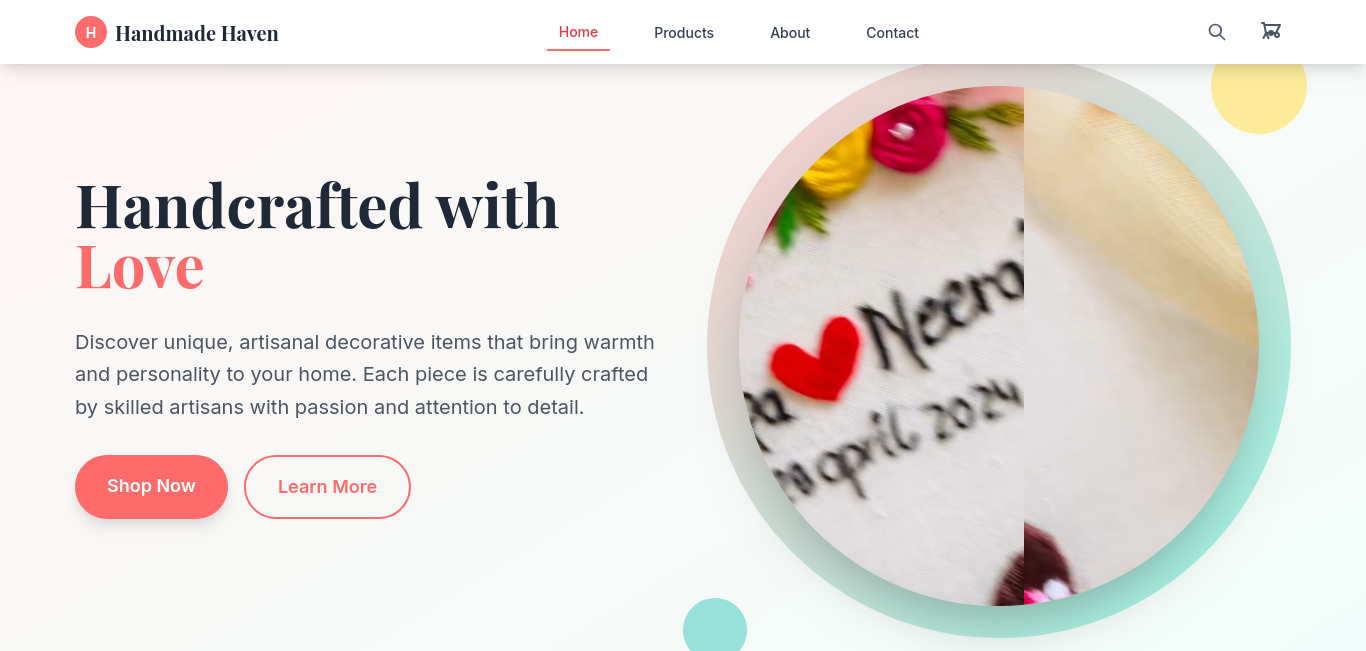 H Handmade Haven
Home Products About Contact
Handcrafted with
Love
Discover unique, artisanal decorative items that bring warmth
and personality to your home. Each piece is carefully crafted
by skilled artisans with passion and attention to detail.
Shop Now Learn More
april 2024